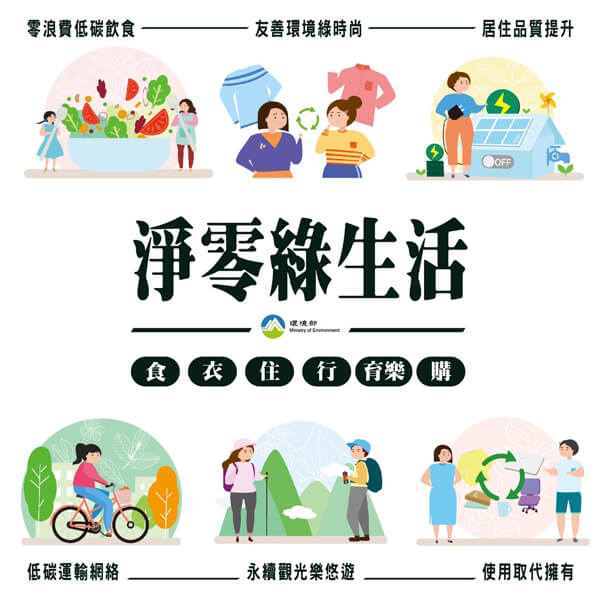 零浪費低碳飲食
友善環境綠時尚
居住品質提升
OFF
淨零綠生活
環境部
Ministry of Environment
食 衣 住 行 育樂 購
低碳運輸網絡
永續觀光樂悠遊
使用取代擁有